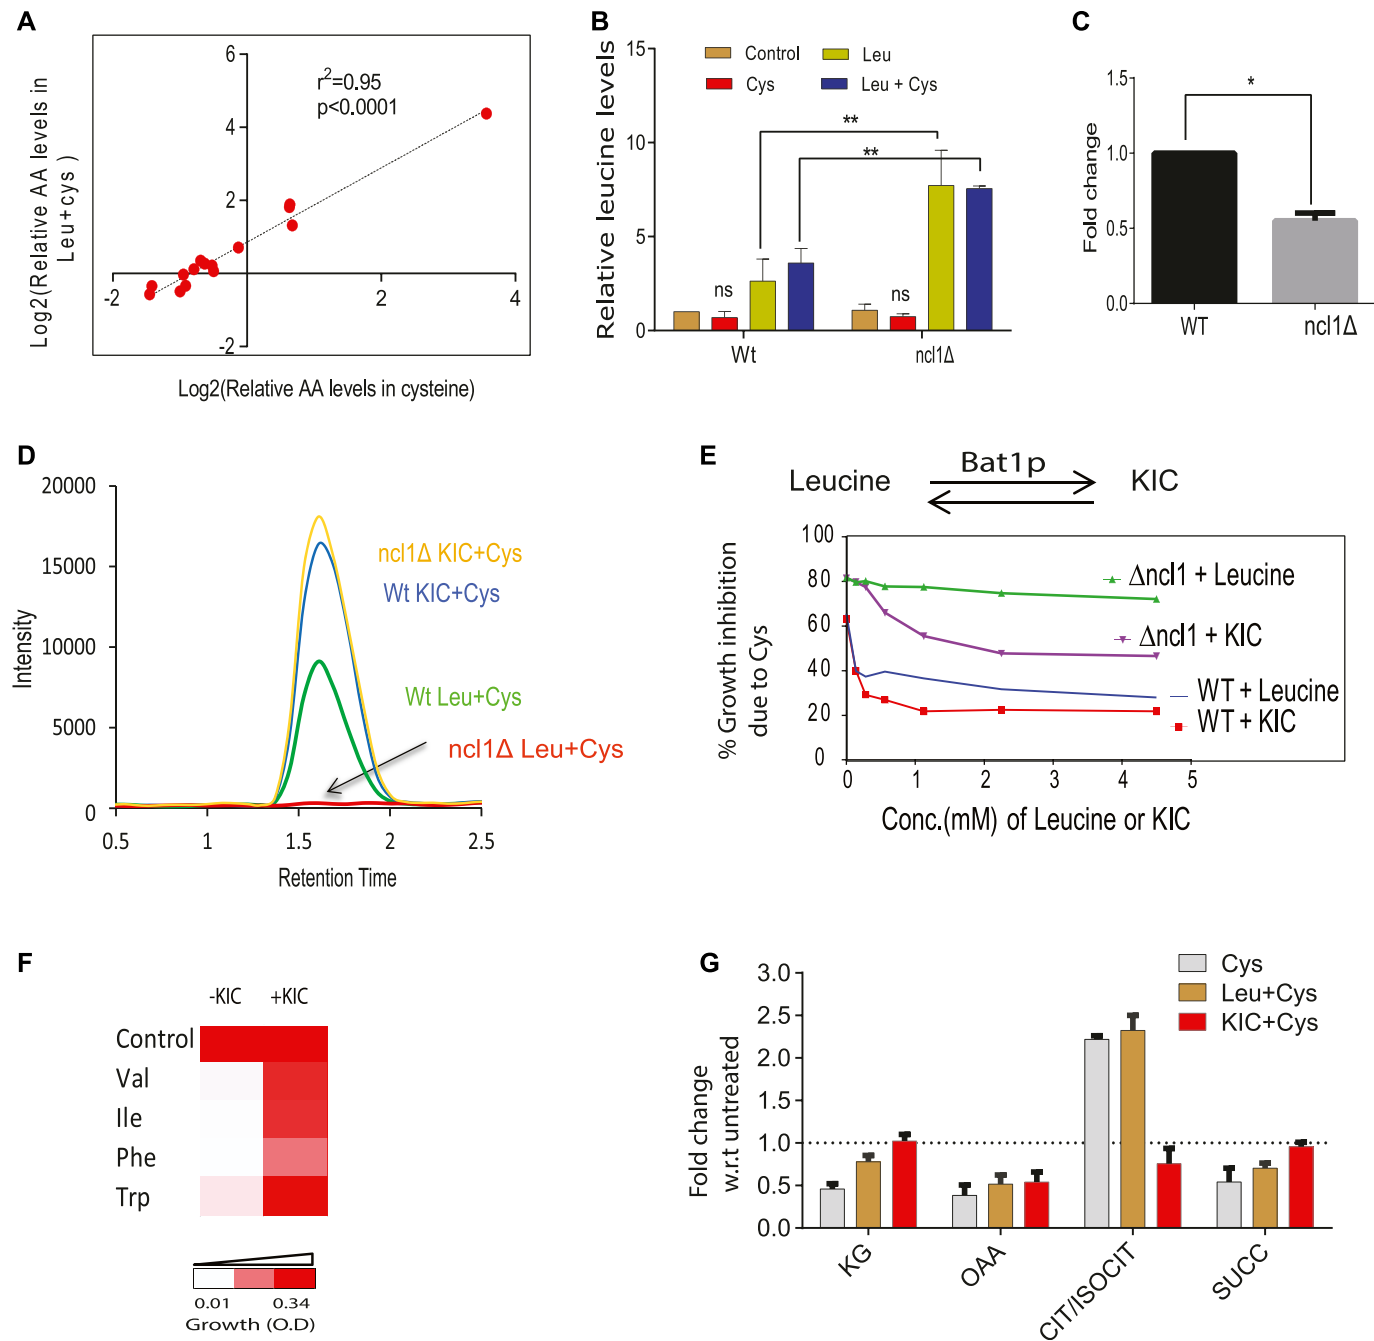 A
Log2(Relative AA levels in
Leu+cys )
6
4
2
0
-2
-2
2
4
r²=0.95
p<0.0001
Log2(Relative AA levels in cysteine)
B
Relative leucine levels
15
10
5
0
Control
Leu
Cys
Leu + Cys
**
**
ns
ns
Wt
ncl1Δ
C
Fold change
1.5
1.0
0.5
0.0
*
WT
ncl1Δ
D
Intensity
20000
15000
10000
5000
0
ncl1Δ KIC+Cys
Wt KIC+Cys
Wt Leu+Cys
ncl1Δ Leu+Cys
0.5 1 1.5 2 2.5
Retention Time
E
Leucine
Bat1p
KIC
% Growth inhibition
due to Cys
100
80
60
40
20
0
Δncl1 + Leucine
Δncl1 + KIC
WT + Leucine
WT + KIC
0 1 2 3 4 5
Conc.(mM) of Leucine or KIC
F
-KIC +KIC
Control
Val
Ile
Phe
Trp
0.01 0.34
Growth (O.D)
G
Fold change
w.r.t untreated
3.0
2.5
2.0
1.5
1.0
0.5
0.0
Cys
Leu+Cys
KIC+Cys
KG
OAA
CIT/ISOCIT
SUCC